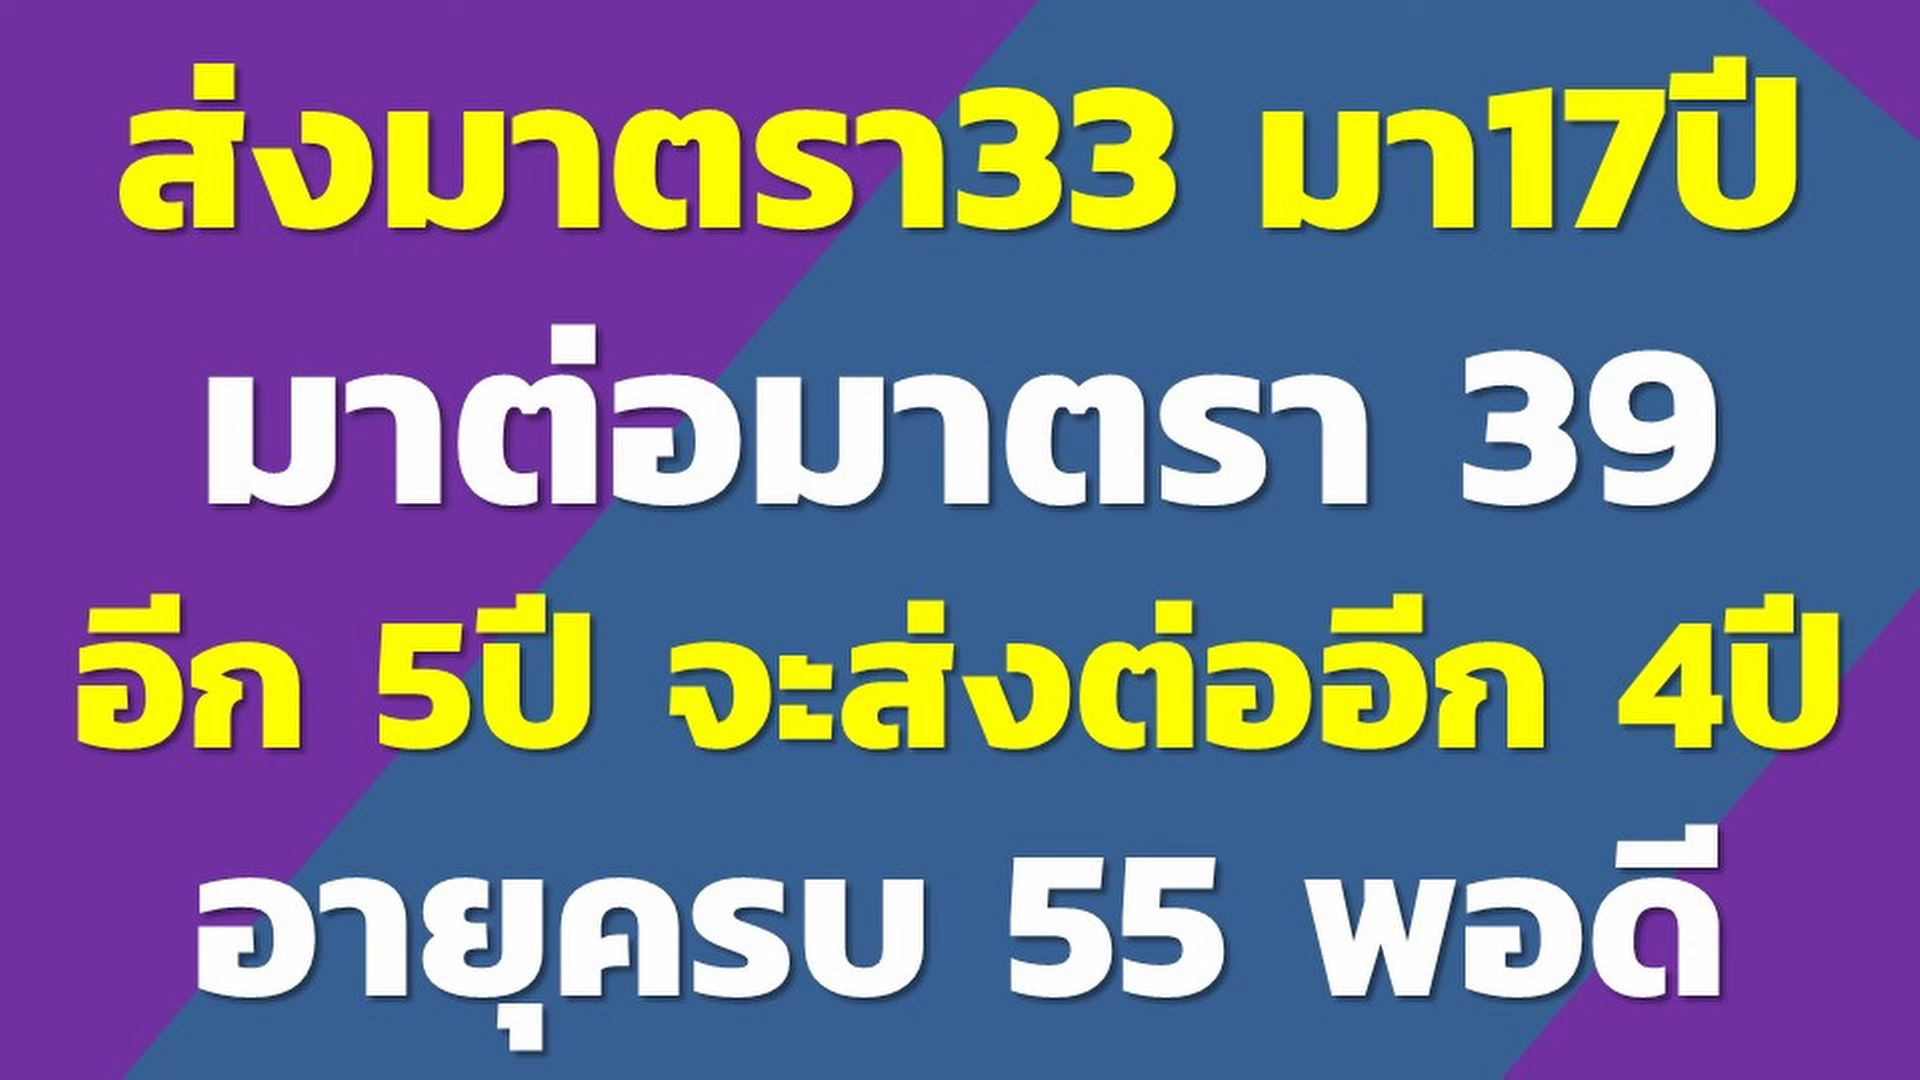 ส่งมาตรา33 มา17ปี
มาต่อมาตรา 39
อีก 5ปี จะส่งต่ออีก 4ปี
อายุครบ 55 พอดี